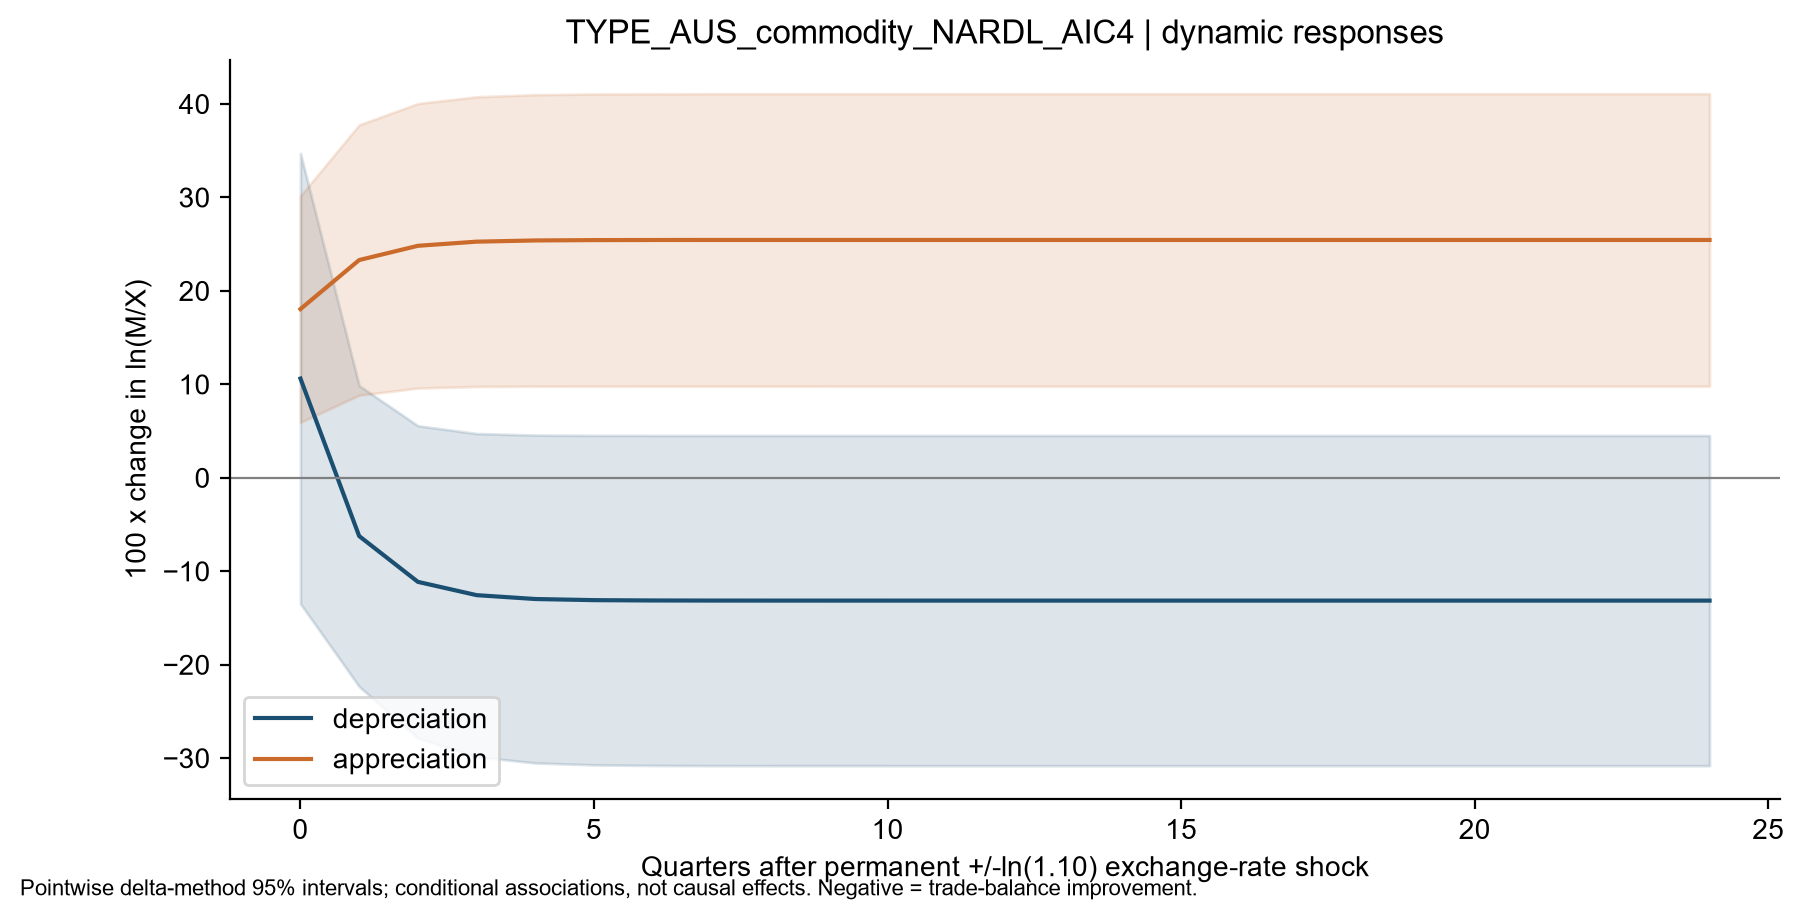 TYPE_AUS_commodity_NARDL_AIC4 | dynamic responses
100 x change in ln(M/X)
40
30
20
10
0
−10
−20
−30
depreciation
appreciation
0 5 10 15 20 25
Quarters after permanent +/-ln(1.10) exchange-rate shock
Pointwise delta-method 95% intervals; conditional associations, not causal effects. Negative = trade-balance improvement.